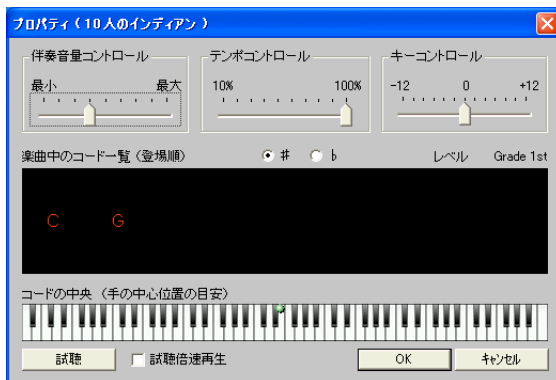 プロパティ（１０人のインディアン）
伴奏音量コントロール
最小 最大
テンポコントロール
10% 100%
キーコントロール
-12 0 +12
楽曲中のコード一覧（登場順） ＃ ♭ レベル Grade 1st
C G
コードの中央 （手の中心位置の目安）
試聴 試聴倍速再生 OK キャンセル